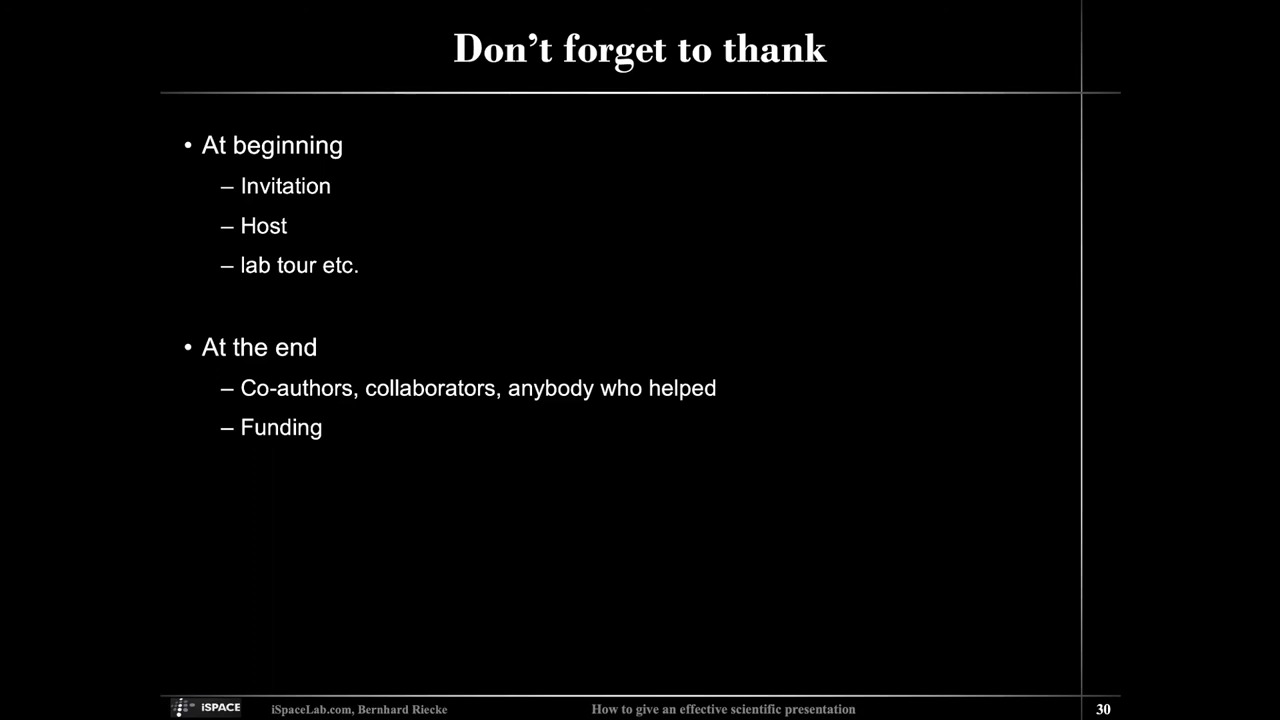 Don’t forget to thank
• At beginning
– Invitation
– Host
– lab tour etc.
• At the end
– Co-authors, collaborators, anybody who helped
– Funding
iSPACE iSpaceLab.com, Bernhard Riecke How to give an effective scientific presentation 30